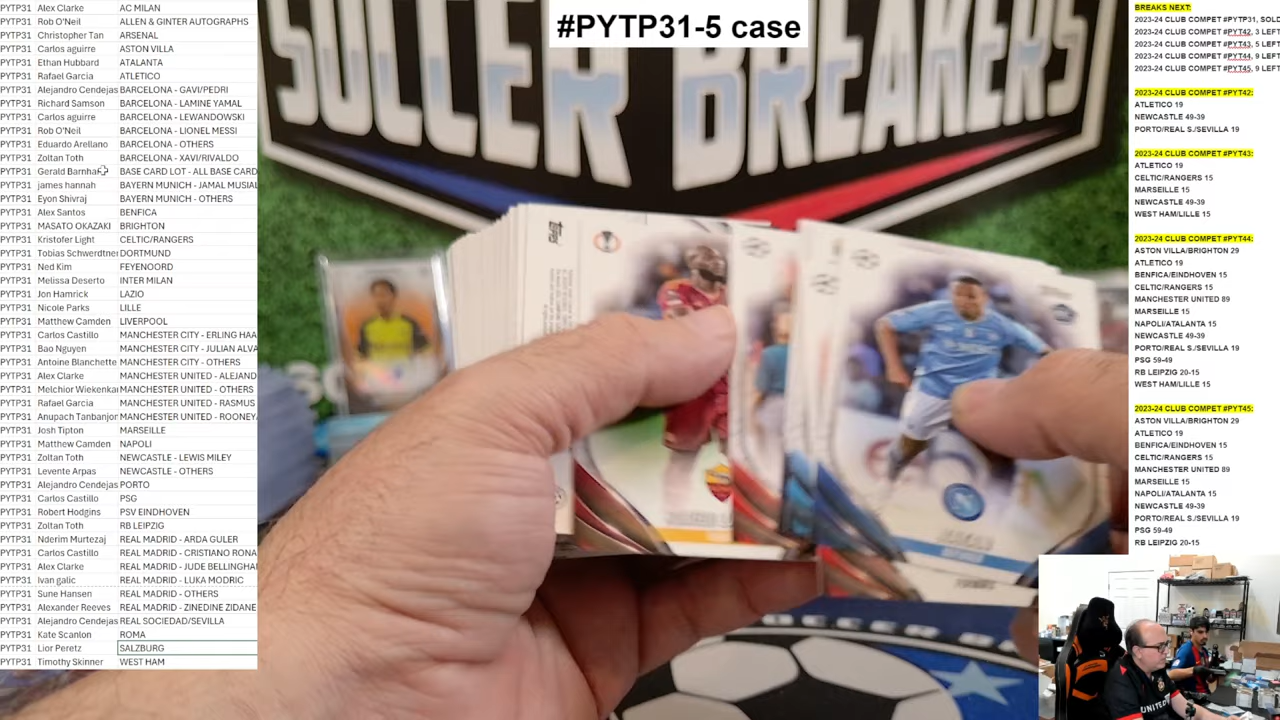 #PYTP31-5 case
SOCCER BREAKERS
PYTP31 Alex Clarke AC MILAN
PYTP31 Rob O'Neil ALLEN & GINTER AUTOGRAPHS
PYTP31 Christopher Tan ARSENAL
PYTP31 Carlos aguirre ASTON VILLA
PYTP31 Ethan Hubbard ATALANTA
PYTP31 Rafael Garcia ATLETICO
PYTP31 Alejandro Cendejas BARCELONA - GAVI/PEDRI
PYTP31 Richard Samson BARCELONA - LAMINE YAMAL
PYTP31 Carlos aguirre BARCELONA - LEWANDOWSKI
PYTP31 Rob O'Neil BARCELONA - LIONEL MESSI
PYTP31 Eduardo Arellano BARCELONA - OTHERS
PYTP31 Zoltan Toth BARCELONA - XAVI/RIVALDO
PYTP31 Gerald Barnha BASE CARD LOT - ALL BASE CARD
PYTP31 james hannah BAYERN MUNICH - JAMAL MUSIAL
PYTP31 Eyon Shivraj BAYERN MUNICH - OTHERS
PYTP31 Alex Santos BENFICA
PYTP31 MASATO OKAZAKI BRIGHTON
PYTP31 Kristofer Light CELTIC/RANGERS
PYTP31 Tobias Schwerdtner DORTMUND
PYTP31 Ned Kim FEYENOORD
PYTP31 Melissa Deserto INTER MILAN
PYTP31 Jon Hamrick LAZIO
PYTP31 Nicole Parks LILLE
PYTP31 Matthew Camden LIVERPOOL
PYTP31 Carlos Castillo MANCHESTER CITY - ERLING HAA
PYTP31 Bao Nguyen MANCHESTER CITY - JULIAN ALVA
PYTP31 Antoine Blanchette MANCHESTER CITY - OTHERS
PYTP31 Alex Clarke MANCHESTER UNITED - ALEJAND
PYTP31 Melchior Wiekenka MANCHESTER UNITED - OTHERS
PYTP31 Rafael Garcia MANCHESTER UNITED - RASMUS
PYTP31 Anupach Tanbanjon MANCHESTER UNITED - ROONEY
PYTP31 Josh Tipton MARSEILLE
PYTP31 Matthew Camden NAPOLI
PYTP31 Zoltan Toth NEWCASTLE - LEWIS MILEY
PYTP31 Levente Arpas NEWCASTLE - OTHERS
PYTP31 Alejandro Cendejas PORTO
PYTP31 Carlos Castillo PSG
PYTP31 Robert Hodgins PSV EINDHOVEN
PYTP31 Zoltan Toth RB LEIPZIG
PYTP31 Nderim Murtezaj REAL MADRID - ARDA GULER
PYTP31 Carlos Castillo REAL MADRID - CRISTIANO RONA
PYTP31 Alex Clarke REAL MADRID - JUDE BELLINGHA
PYTP31 Ivan galic REAL MADRID - LUKA MODRIC
PYTP31 Sune Hansen REAL MADRID - OTHERS
PYTP31 Alexander Reeves REAL MADRID - ZINEDINE ZIDANE
PYTP31 Alejandro Cendejas REAL SOCIEDAD/SEVILLA
PYTP31 Kate Scanlon ROMA
PYTP31 Lior Peretz SALZBURG
PYTP31 Timothy Skinner WEST HAM
BREAKS NEXT:
2023-24 CLUB COMPET #PYTP31, SOLD
2023-24 CLUB COMPET #PYT42, 3 LEFT
2023-24 CLUB COMPET #PYT43, 5 LEFT
2023-24 CLUB COMPET #PYT44, 9 LEFT
2023-24 CLUB COMPET #PYT45, 9 LEFT
2023-24 CLUB COMPET #PYT42:
ATLETICO 19
NEWCASTLE 49-39
PORTO/REAL S./SEVILLA 19
2023-24 CLUB COMPET #PYT43:
ATLETICO 19
CELTIC/RANGERS 15
MARSEILLE 15
NEWCASTLE 49-39
WEST HAM/LILLE 15
2023-24 CLUB COMPET #PYT44:
ASTON VILLA/BRIGHTON 29
ATLETICO 19
BENFICA/EINDHOVEN 15
CELTIC/RANGERS 15
MANCHESTER UNITED 89
MARSEILLE 15
NAPOLI/ATALANTA 15
NEWCASTLE 49-39
PORTO/REAL S./SEVILLA 19
PSG 59-49
RB LEIPZIG 20-15
WEST HAM/LILLE 15
2023-24 CLUB COMPET #PYT45:
ASTON VILLA/BRIGHTON 29
ATLETICO 19
BENFICA/EINDHOVEN 15
CELTIC/RANGERS 15
MANCHESTER UNITED 89
MARSEILLE 15
NAPOLI/ATALANTA 15
NEWCASTLE 49-39
PORTO/REAL S./SEVILLA 19
PSG 59-49
RB LEIPZIG 20-15
topps
UNITED